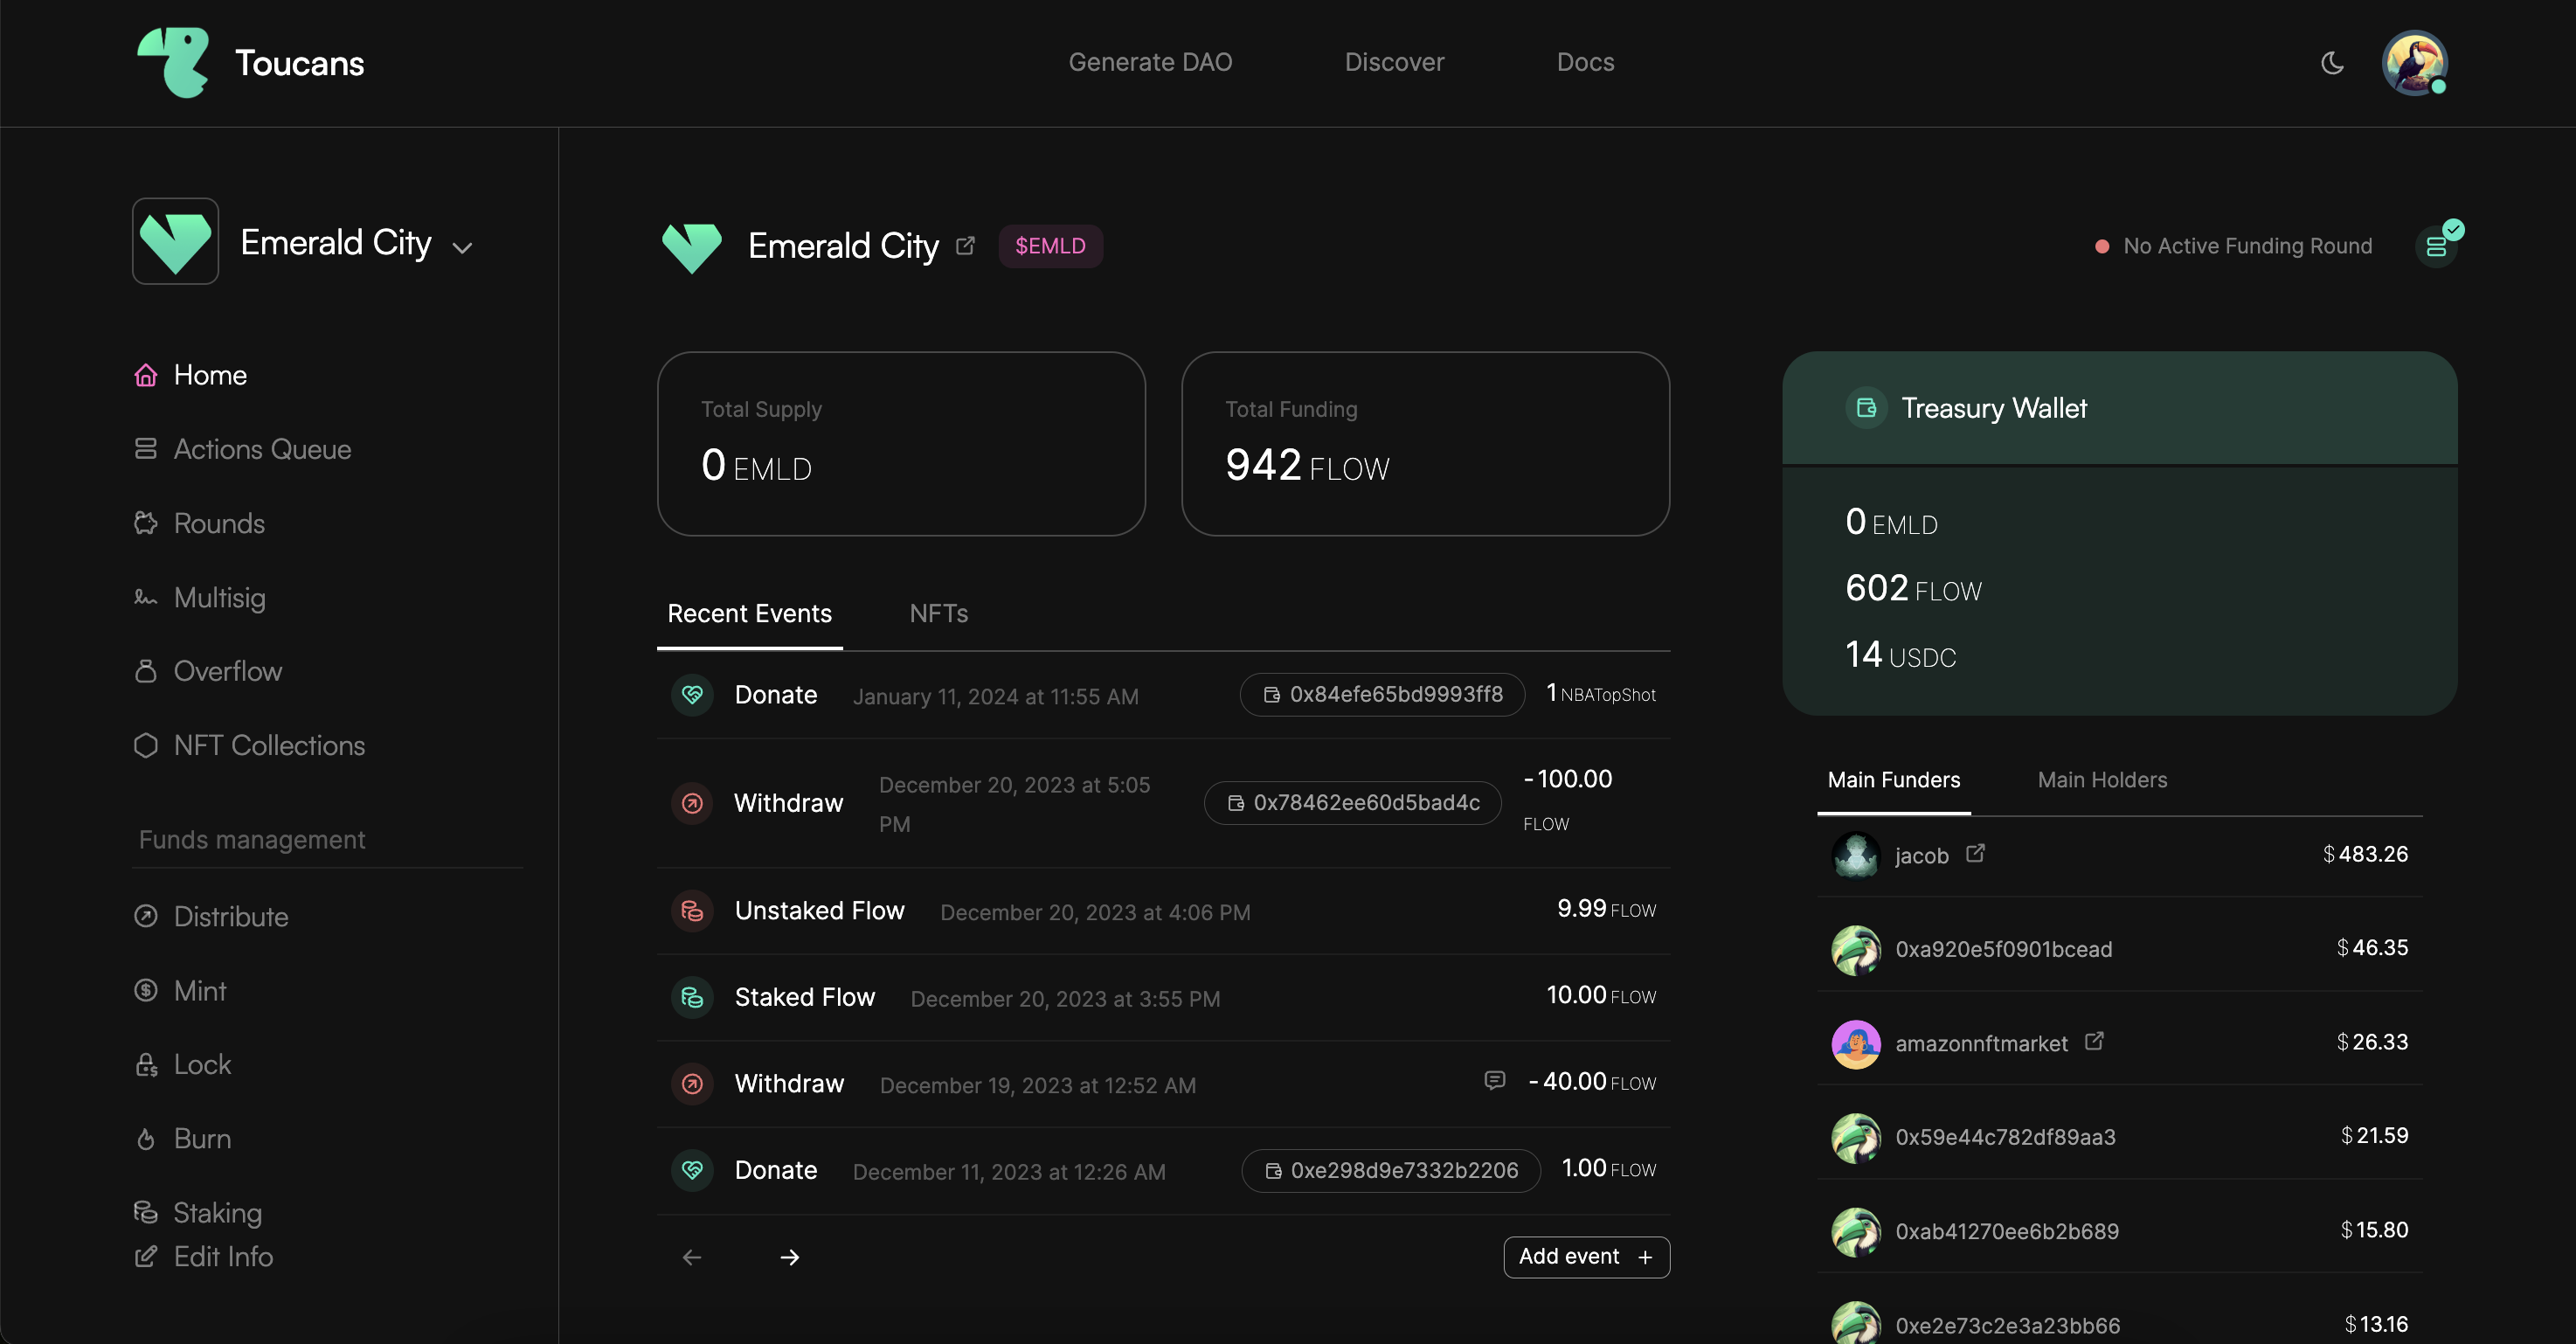 Toucans
Generate DAO
Discover
Docs
Emerald City
Home
Actions Queue
Rounds
Multisig
Overflow
NFT Collections
Funds management
Distribute
Mint
Lock
Burn
Staking
Edit Info
Emerald City
$EMLD
No Active Funding Round
Total Supply
0 EMLD
Total Funding
942 FLOW
Recent Events
NFTs
Donate January 11, 2024 at 11:55 AM 0x84efe65bd9993ff8 1 NBATopShot
Withdraw December 20, 2023 at 5:05
PM 0x78462ee60d5bad4c -100.00
FLOW
Unstaked Flow December 20, 2023 at 4:06 PM 9.99 FLOW
Staked Flow December 20, 2023 at 3:55 PM 10.00 FLOW
Withdraw December 19, 2023 at 12:52 AM -40.00 FLOW
Donate December 11, 2023 at 12:26 AM 0xe298d9e7332b2206 1.00 FLOW
Add event +
Treasury Wallet
0 EMLD
602 FLOW
14 USDC
Main Funders
Main Holders
jacob $483.26
0xa920e5f0901bcead $46.35
amazonnftmarket $26.33
0x59e44c782df89aa3 $21.59
0xab41270ee6b2b689 $15.80
0xe2e73c2e3a23bb66 $13.16